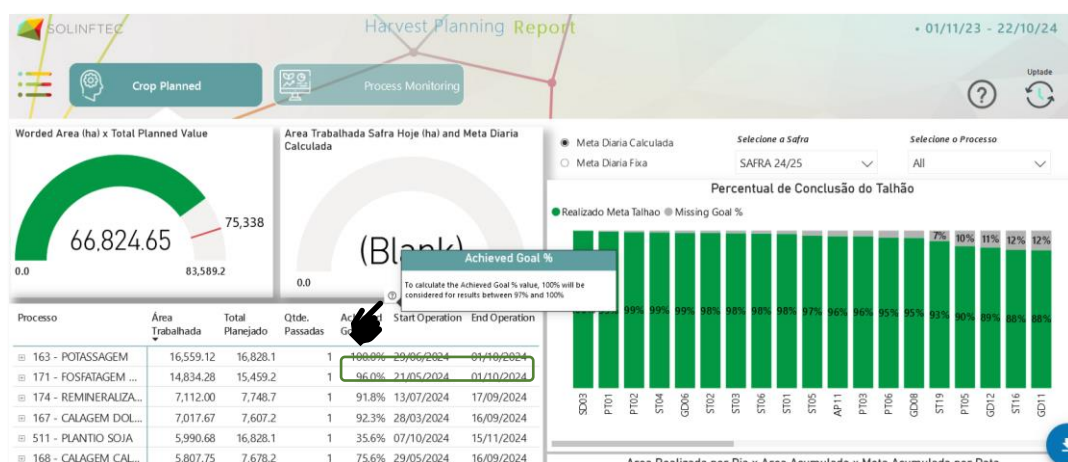 SOLINFTEC
Harvest Planning Report
• 01/11/23 - 22/10/24
Crop Planned
Process Monitoring
Uptade
?
Worded Area (ha) x Total Planned Value
66,824.65
75,338
0.0
83,589.2
Area Trabalhada Safra Hoje (ha) and Meta Diaria
Calculada
(Blank)
0.0
Meta Diaria Calculada
Meta Diaria Fixa
Selecione a Safra
SAFRA 24/25
Selecione o Processo
All
Achieved Goal %
To calculate the Achieved Goal % value, 100% will be
considered for results between 97% and 100%
Percentual de Conclusão do Talhão
Realizado Meta Talhao Missing Goal %
7% 10% 11% 12% 12%
99% 99% 99% 98% 98% 98% 98% 97% 96% 96% 95% 95% 93% 90% 89% 88% 88%
SD03 PT01 PT02 ST04 GD06 ST02 ST03 ST06 ST01 ST05 AP11 PT03 PT06 GD08 ST19 PT05 GD12 ST16 GD11
Processo Área Trabalhada Total Planejado Qtde. Passadas Start Operation End Operation
163 - POTASSAGEM 16,559.12 16,828.1 1 100.0% 29/06/2024 01/10/2024
171 - FOSFATAGEM ... 14,834.28 15,459.2 1 96.0% 21/05/2024 01/10/2024
174 - REMINERALIZA... 7,112.00 7,748.7 1 91.8% 13/07/2024 17/09/2024
167 - CALAGEM DOL... 7,017.67 7,607.2 1 92.3% 28/03/2024 16/09/2024
511 - PLANTIO SOJA 5,990.68 16,828.1 1 35.6% 07/10/2024 15/11/2024
168 - CALAGEM CAL... 5,807.75 7,678.2 1 75.6% 29/05/2024 16/09/2024
Area Realizada por Dia x Area Acumulada x Meta Acumulada por Data